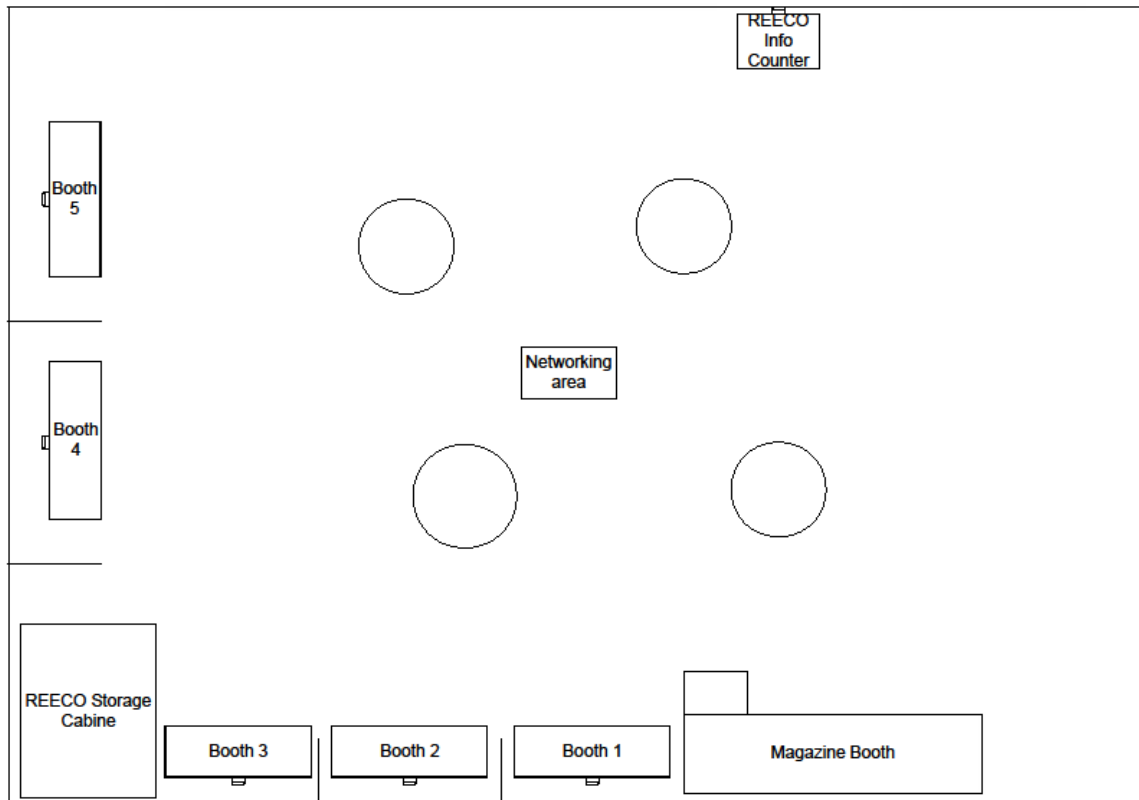 REECO
Info
Counter
Booth
5
Networking
area
Booth
4
REECO Storage
Cabine
Booth 3
Booth 2
Booth 1
Magazine Booth